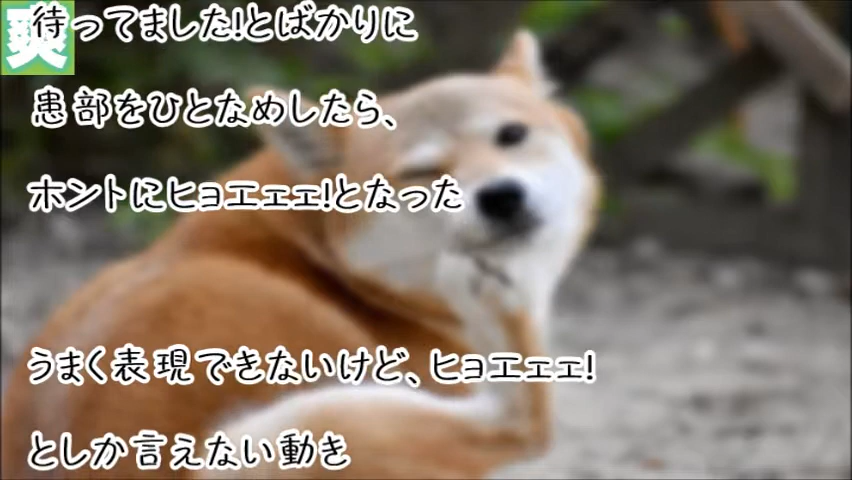 爽
待ってました!とばかりに
患部をひとなめしたら、
ホントにヒョエェェ!となった
うまく表現できないけど、ヒョエェェ!
としか言えない動き